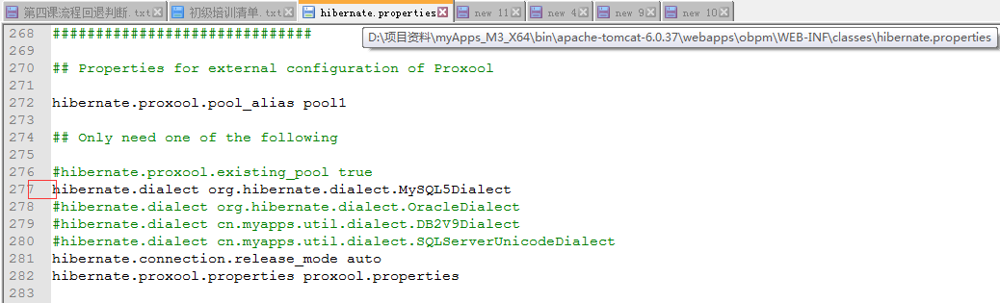 第四课流程回退判断.txt 初级培训清单.txt hibernate.properties new 11 new 4 new 9 new 10
D:\项目资料\myApps_M3_X64\bin\apache-tomcat-6.0.37\webapps\obpm\WEB-INF\classes\hibernate.properties
268 ##############################
269
270 ## Properties for external configuration of Proxool
271
272 hibernate.proxool.pool_alias pool1
273
274 ## Only need one of the following
275
276 #hibernate.proxool.existing_pool true
277 hibernate.dialect org.hibernate.dialect.MySQL5Dialect
278 #hibernate.dialect org.hibernate.dialect.OracleDialect
279 #hibernate.dialect cn.myapps.util.dialect.DB2V9Dialect
280 #hibernate.dialect cn.myapps.util.dialect.SQLServerUnicodeDialect
281 hibernate.connection.release_mode auto
282 hibernate.proxool.properties proxool.properties
283